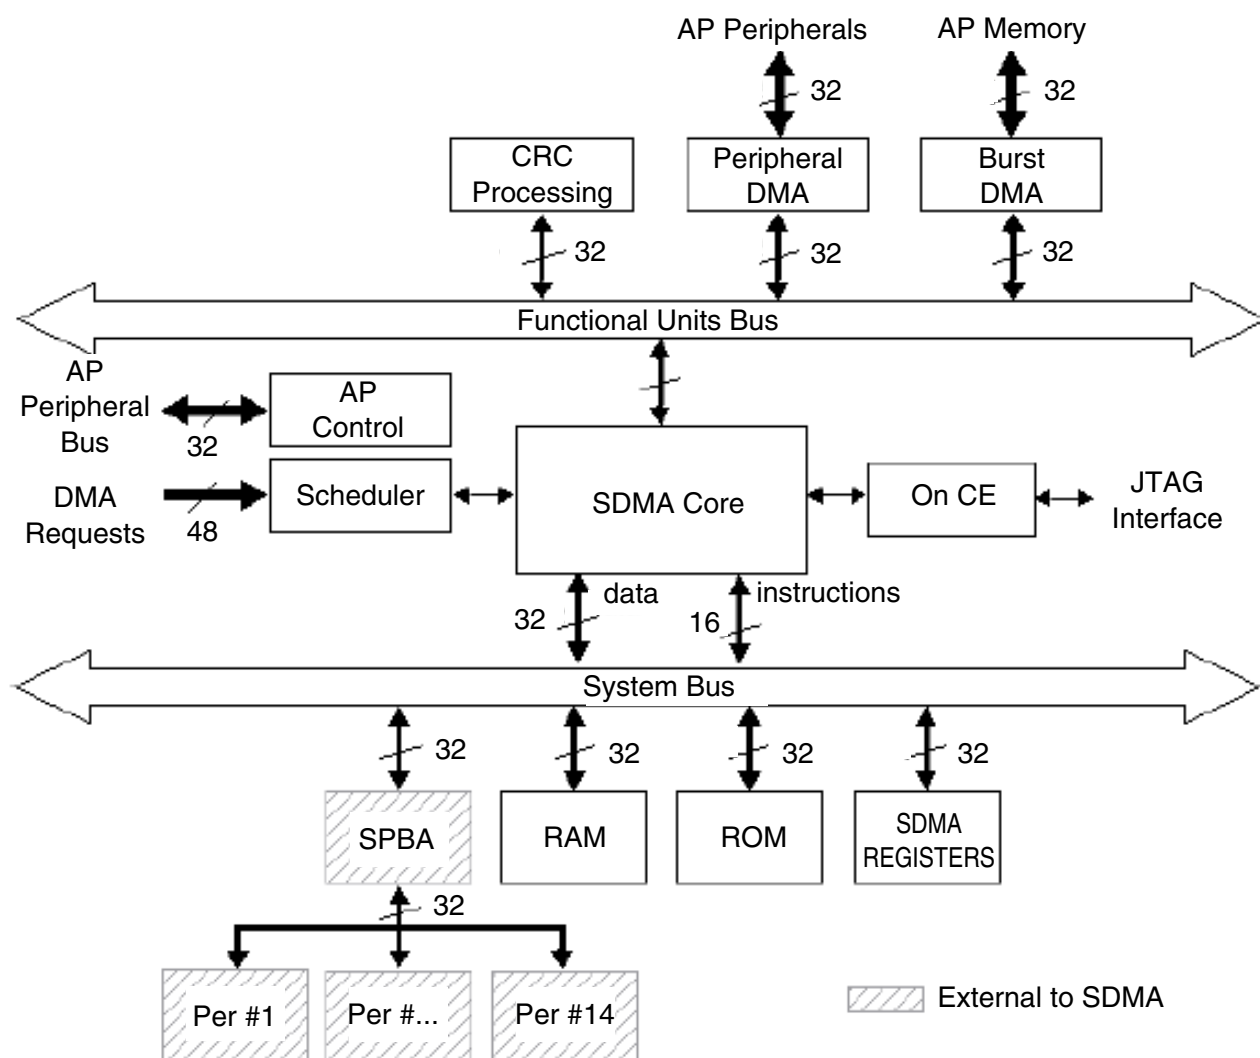 AP Peripherals
AP Memory
32
32
CRC
Processing
Peripheral
DMA
Burst
DMA
32
32
32
Functional Units Bus
AP
Peripheral
Bus
32
AP
Control
DMA
Requests
48
Scheduler
SDMA Core
On CE
JTAG
Interface
32
data
16
instructions
System Bus
32
32
32
32
SPBA
RAM
ROM
SDMA
REGISTERS
32
Per #1
Per #...
Per #14
External to SDMA